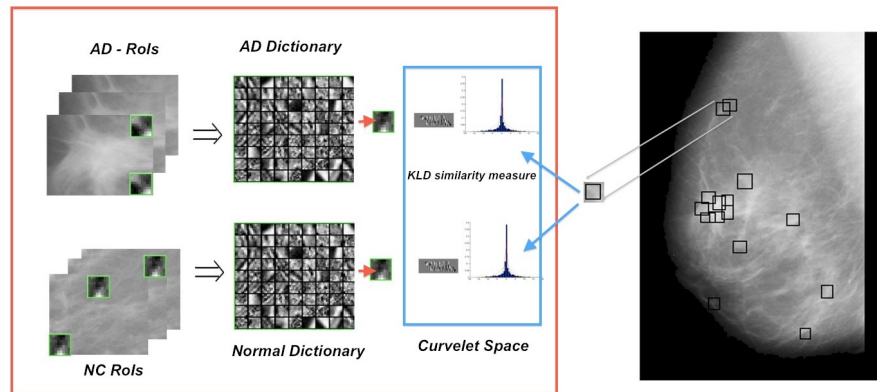 AD - RoIs
AD Dictionary
KLD similarity measure
NC RoIs
Normal Dictionary
Curvelet Space